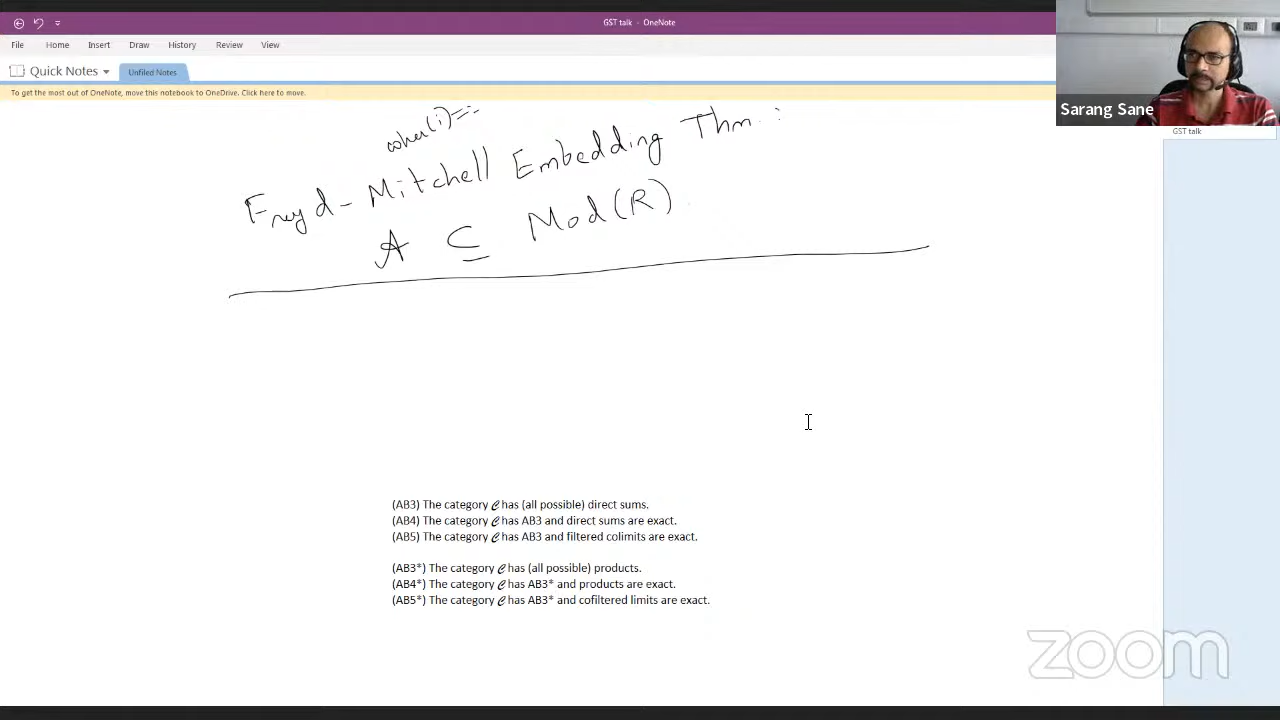 GST talk - OneNote
File Home Insert Draw History Review View
Quick Notes Unfiled Notes
To get the most out of OneNote, move this notebook to OneDrive. Click here to move.
Sarang Sane
GST talk
Freyd-Mitchell Embedding Thm. :
A ⊆ Mod(R)
(AB3) The category 𝒞 has (all possible) direct sums.
(AB4) The category 𝒞 has AB3 and direct sums are exact.
(AB5) The category 𝒞 has AB3 and filtered colimits are exact.
(AB3*) The category 𝒞 has (all possible) products.
(AB4*) The category 𝒞 has AB3* and products are exact.
(AB5*) The category 𝒞 has AB3* and cofiltered limits are exact.
zoom